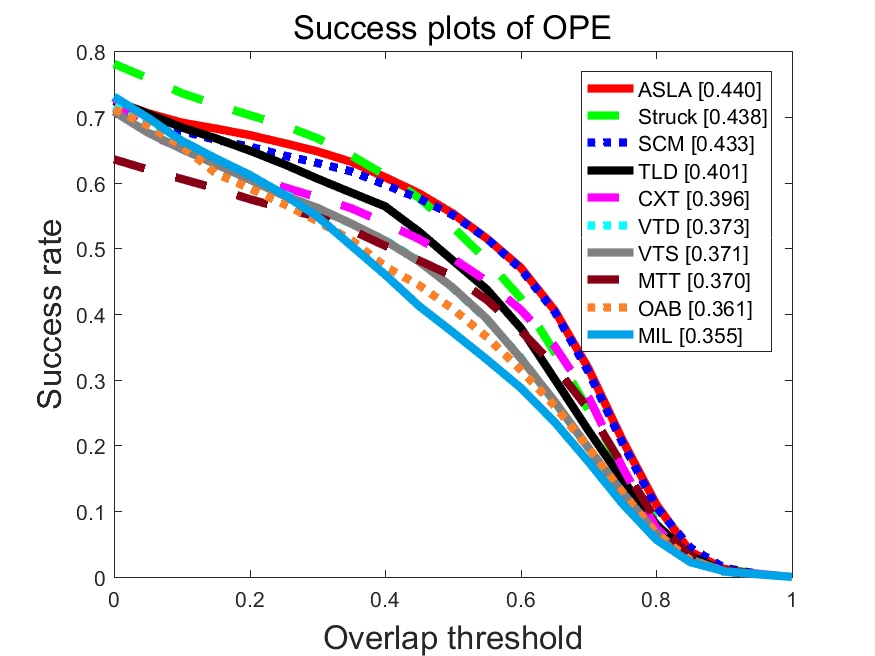 Success plots of OPE
0.8
0.7
0.6
0.5
0.4
0.3
0.2
0.1
0
Success rate
ASLA [0.440]
Struck [0.438]
SCM [0.433]
TLD [0.401]
CXT [0.396]
VTD [0.373]
VTS [0.371]
MTT [0.370]
OAB [0.361]
MIL [0.355]
0 0.2 0.4 0.6 0.8 1
Overlap threshold